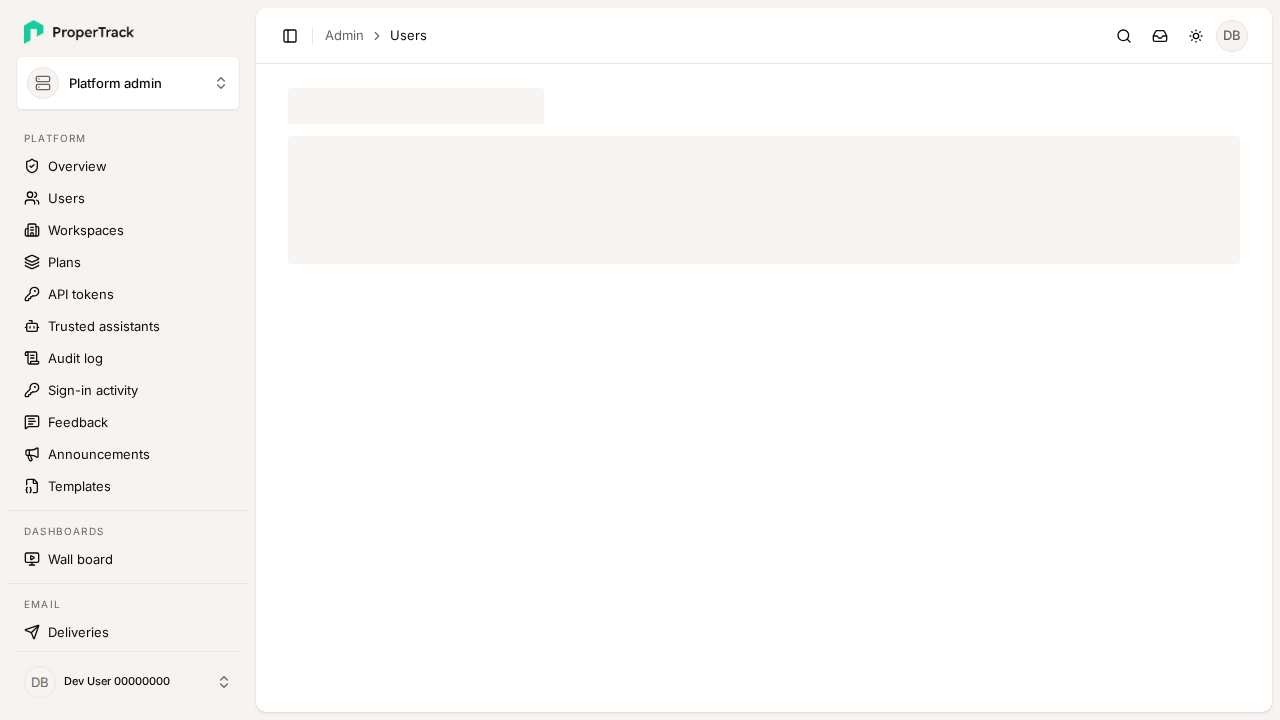 ProperTrack
Platform admin
PLATFORM
Overview
Users
Workspaces
Plans
API tokens
Trusted assistants
Audit log
Sign-in activity
Feedback
Announcements
Templates
DASHBOARDS
Wall board
EMAIL
Deliveries
DB Dev User 00000000
Admin > Users
DB